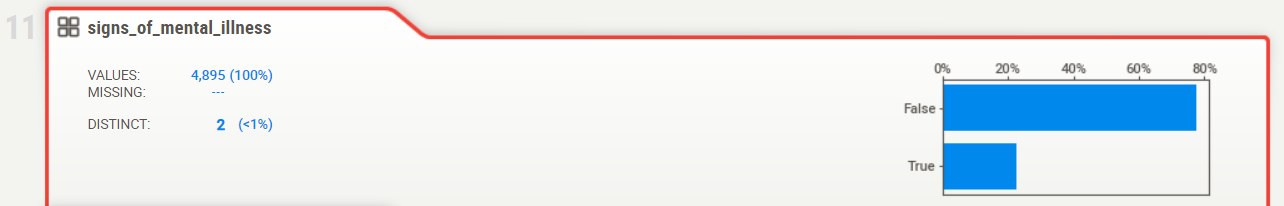 11 signs_of_mental_illness
VALUES: 4,895 (100%)
MISSING: ---
DISTINCT: 2 (<1%)
0% 20% 40% 60% 80%
False
True